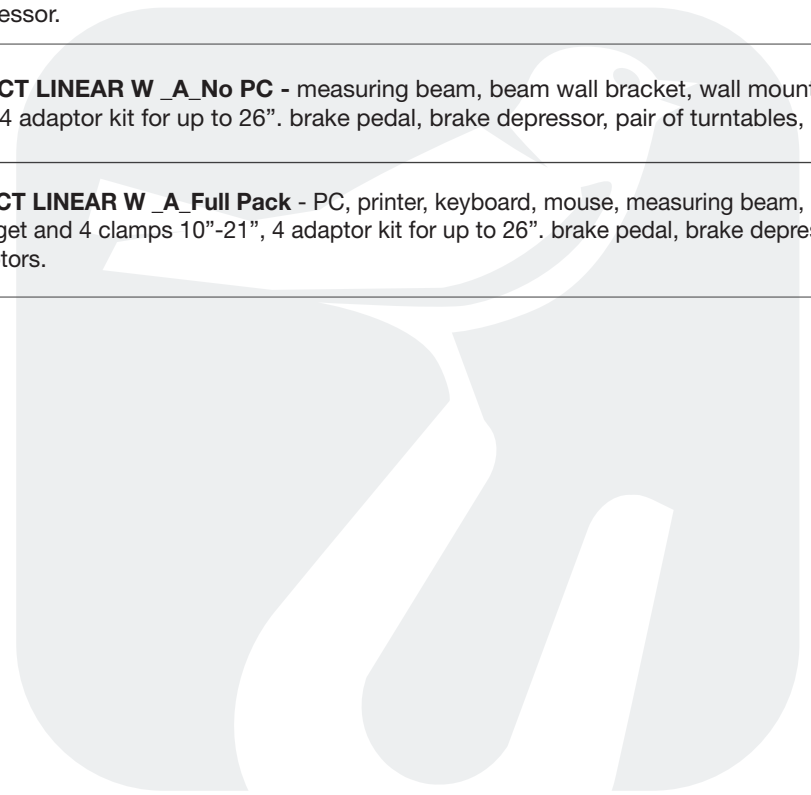 essor.
CT LINEAR W _A_No PC - measuring beam, beam wall bracket, wall mount
4 adaptor kit for up to 26”. brake pedal, brake depressor, pair of turntables,
CT LINEAR W _A_Full Pack - PC, printer, keyboard, mouse, measuring beam,
get and 4 clamps 10”-21”, 4 adaptor kit for up to 26”. brake pedal, brake depres
tors.